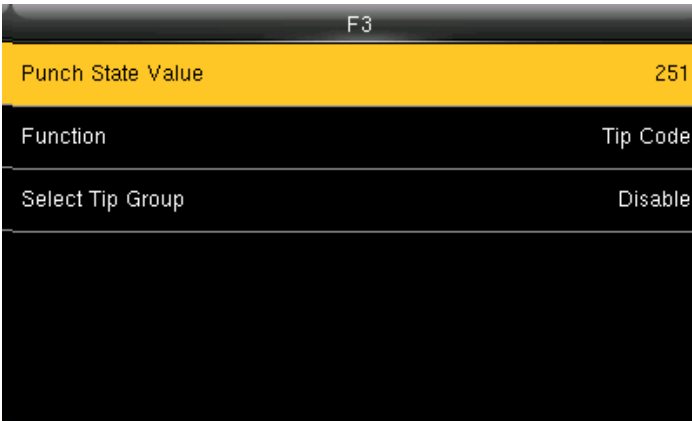 F3
Punch State Value 251
Function Tip Code
Select Tip Group Disable